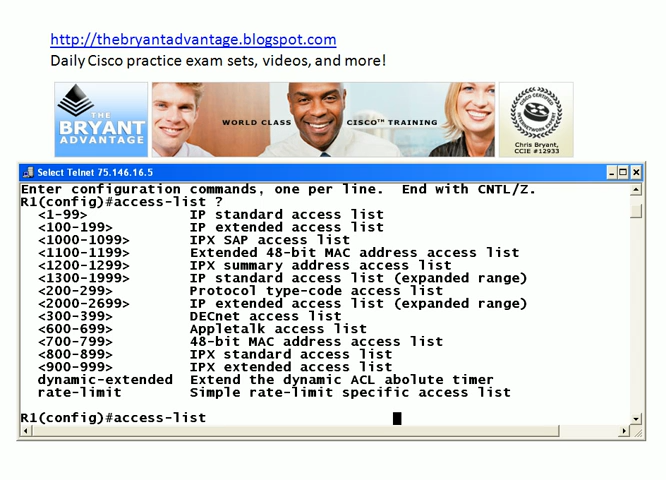 http://thebryantadvantage.blogspot.com
Daily Cisco practice exam sets, videos, and more!
THE
BRYANT
ADVANTAGE
WORLD CLASS CISCO™ TRAINING
CISCO CERTIFIED
INTERNETWORK EXPERT
Chris Bryant,
CCIE #12933
Select Telnet 75.146.16.5
Enter configuration commands, one per line.  End with CNTL/Z.
R1(config)#access-list ?
<1-99> IP standard access list
<100-199> IP extended access list
<1000-1099> IPX SAP access list
<1100-1199> Extended 48-bit MAC address access list
<1200-1299> IPX summary address access list
<1300-1999> IP standard access list (expanded range)
<200-299> Protocol type-code access list
<2000-2699> IP extended access list (expanded range)
<300-399> DECnet access list
<600-699> Appletalk access list
<700-799> 48-bit MAC address access list
<800-899> IPX standard access list
<900-999> IPX extended access list
dynamic-extended Extend the dynamic ACL abolute timer
rate-limit Simple rate-limit specific access list
R1(config)#access-list